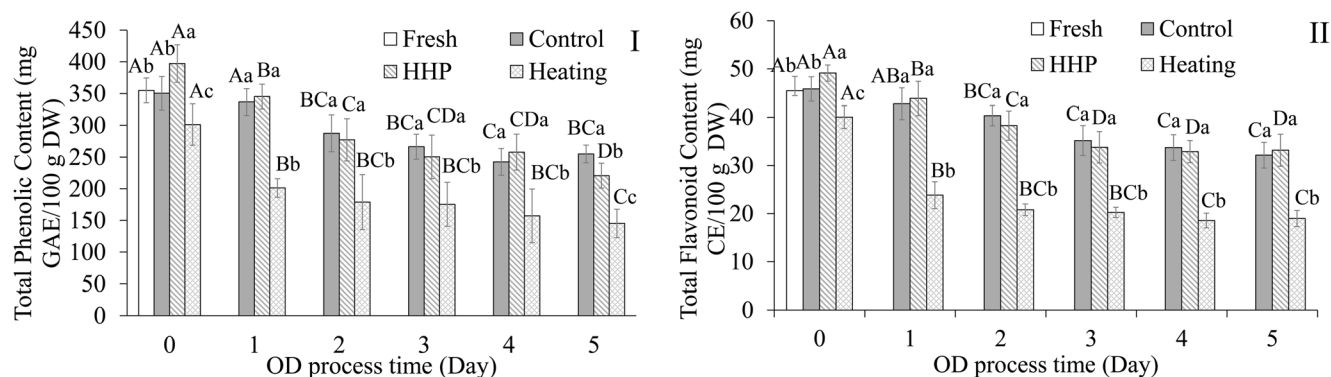 Total Phenolic Content (mg
GAE/100 g DW)
450
400
350
300
250
200
150
100
50
0
Fresh
Control
HHP
Heating
I
Ab
Ab
Aa
Ac
Aa
Ba
Bb
BCa
Ca
BCb
BCa
CDa
BCb
Ca
CDa
BCb
BCa
Db
Cc
0 1 2 3 4 5
OD process time (Day)
Total Flavonoid Content (mg
CE/100 g DW)
60
50
40
30
20
10
0
Fresh
Control
HHP
Heating
II
Ab
Ab
Aa
Ac
ABa
Ba
Bb
BCa
Ca
BCb
Ca
Da
BCb
Ca
Da
Cb
Ca
Da
Cb
0 1 2 3 4 5
OD process time (Day)